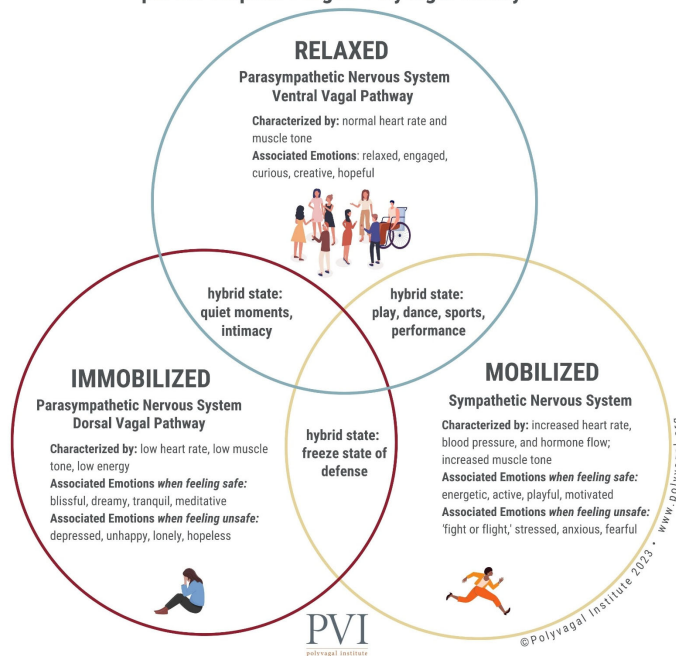 RELAXED
Parasympathetic Nervous System
Ventral Vagal Pathway
Characterized by: normal heart rate and
muscle tone
Associated Emotions: relaxed, engaged,
curious, creative, hopeful
hybrid state:
quiet moments,
intimacy
hybrid state:
play, dance, sports,
performance
IMMOBILIZED
Parasympathetic Nervous System
Dorsal Vagal Pathway
Characterized by: low heart rate, low muscle
tone, low energy
Associated Emotions when feeling safe:
blissful, dreamy, tranquil, meditative
Associated Emotions when feeling unsafe:
depressed, unhappy, lonely, hopeless
hybrid state:
freeze state of
defense
MOBILIZED
Sympathetic Nervous System
Characterized by: increased heart rate,
blood pressure, and hormone flow;
increased muscle tone
Associated Emotions when feeling safe:
energetic, active, playful, motivated
Associated Emotions when feeling unsafe:
'fight or flight,' stressed, anxious, fearful
PVI
polyvagal institute
©Polyvagal Institute 2023 •